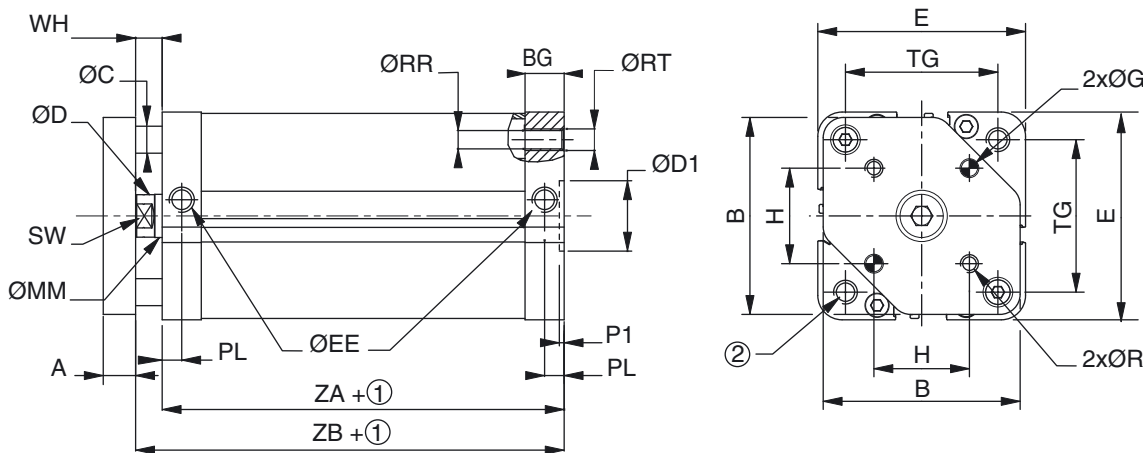 WH
ØC
ØD
SW
ØMM
A
PL
ØEE
ZA +①
ZB +①
ØRR
BG
ØRT
ØD1
P1
PL
E
TG
2xØG
B
H
TG
E
②
H
B
2xØR